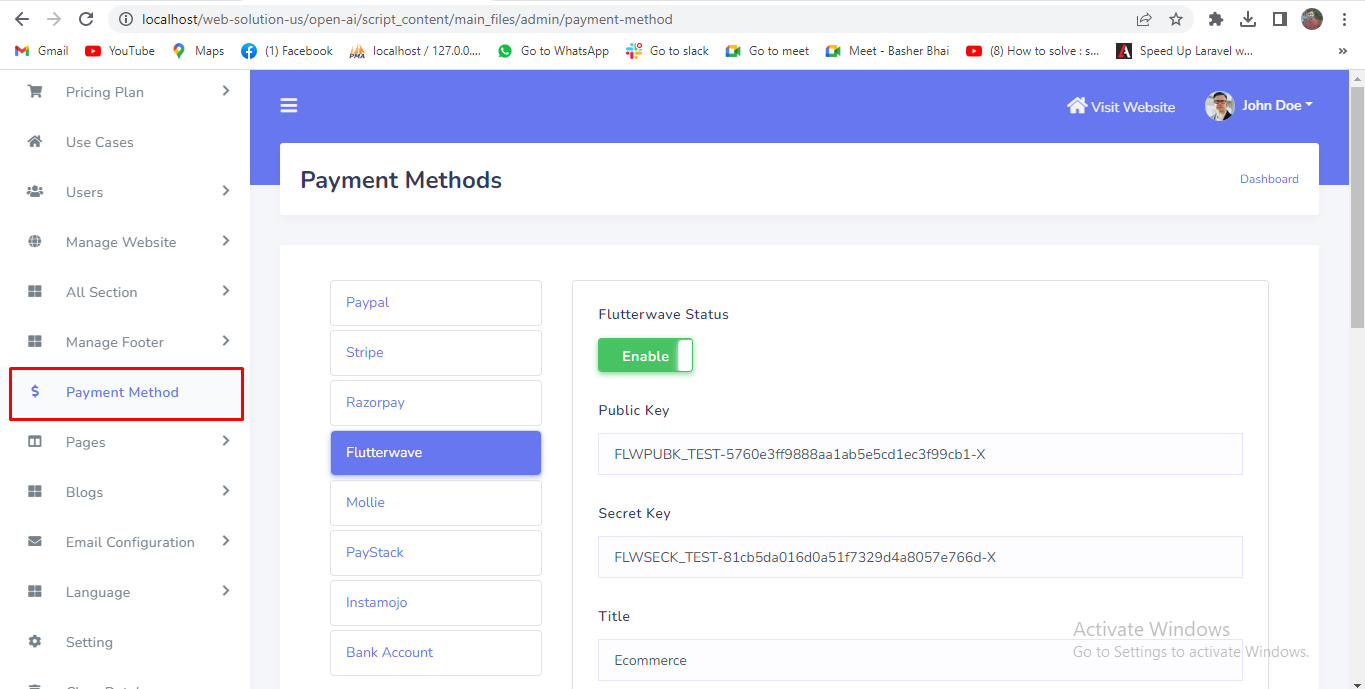 localhost/web-solution-us/open-ai/script_content/main_files/admin/payment-method
Gmail YouTube Maps (1) Facebook localhost / 127.0.0.... Go to WhatsApp Go to slack Go to meet Meet - Basher Bhai (8) How to solve : s... Speed Up Laravel w... »
Pricing Plan
Use Cases
Users
Manage Website
All Section
Manage Footer
Payment Method
Pages
Blogs
Email Configuration
Language
Setting
Visit Website John Doe
Payment Methods
Dashboard
Paypal
Stripe
Razorpay
Flutterwave
Mollie
PayStack
Instamojo
Bank Account
Flutterwave Status
Enable
Public Key
FLWPUBK_TEST-5760e3ff9888aa1ab5e5cd1ec3f99cb1-X
Secret Key
FLWSECK_TEST-81cb5da016d0a51f7329d4a8057e766d-X
Title
Ecommerce
Activate Windows
Go to Settings to activate Windows.